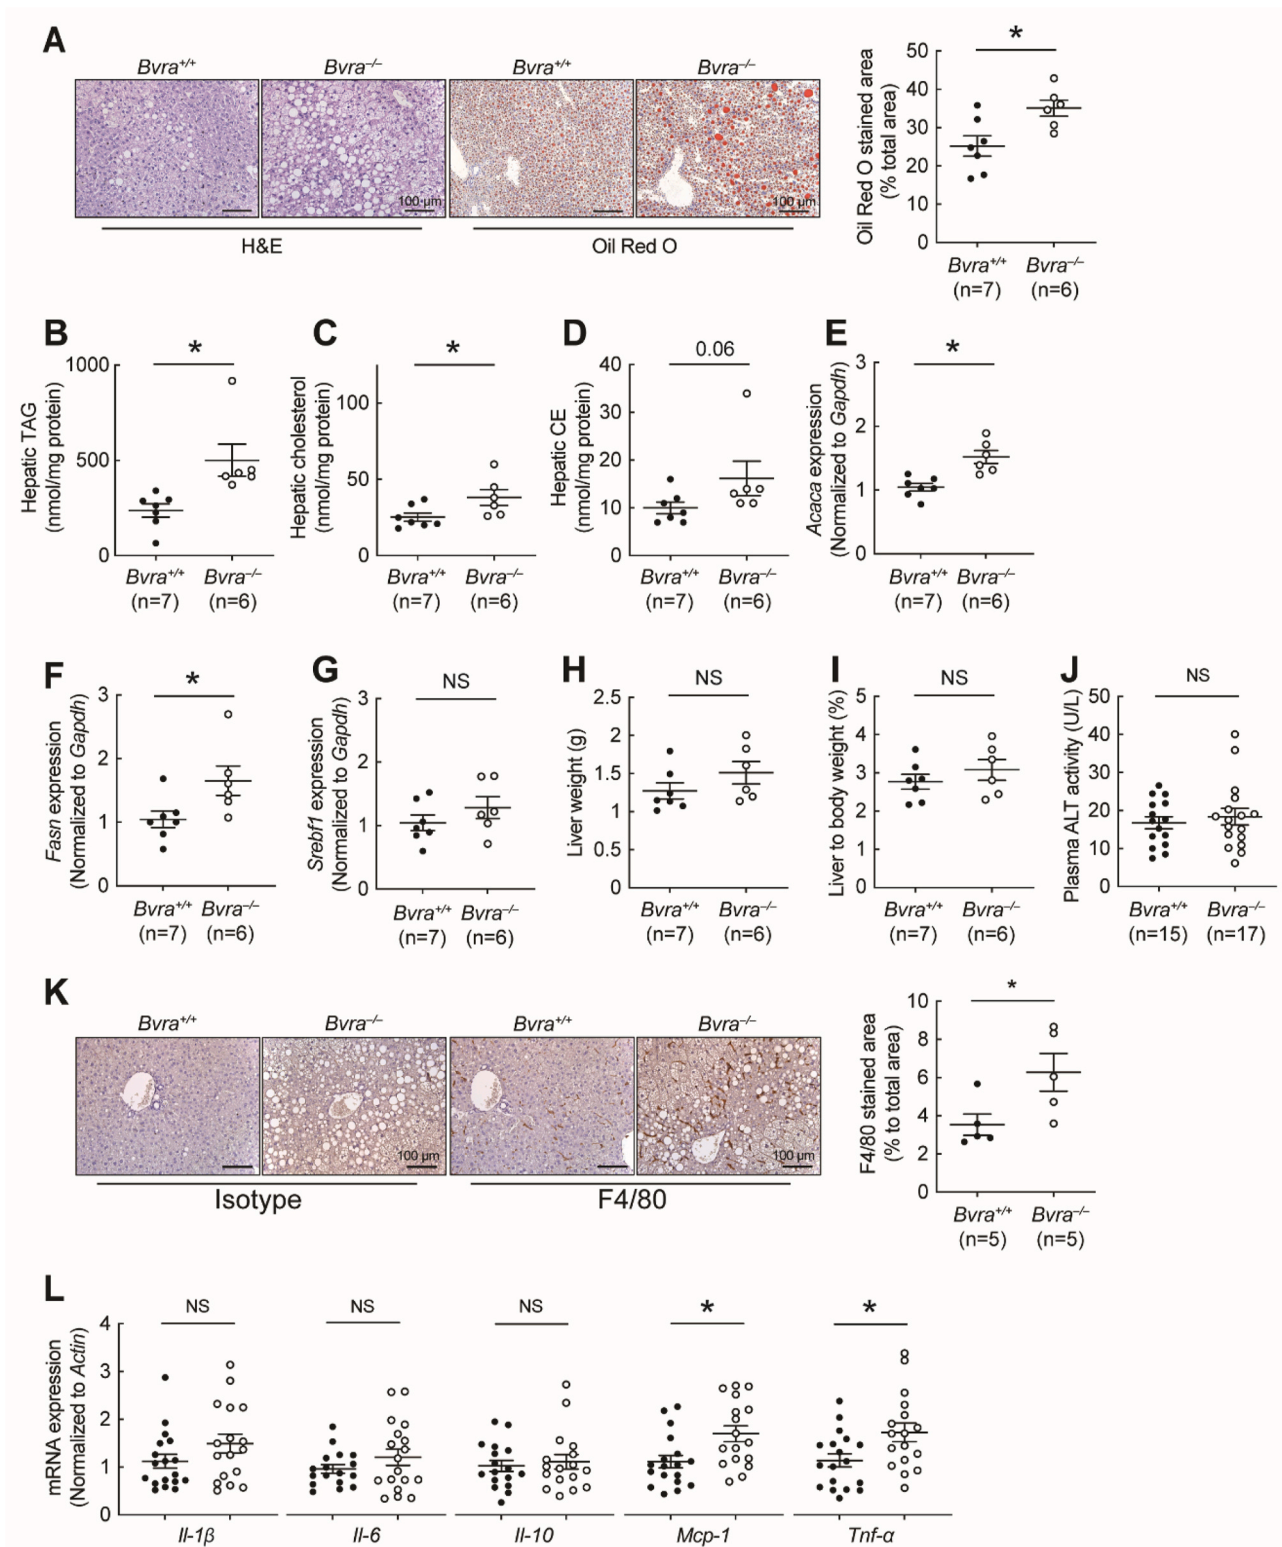 A
Bvra+/+ Bvra–/– Bvra+/+ Bvra–/–
100 µm 100 µm
H&E Oil Red O
Oil Red O stained area
(% total area)
50
40
30
20
10
0
*
Bvra+/+ Bvra–/–
(n=7) (n=6)
B
Hepatic TAG
(nmol/mg protein)
1000
500
0
*
Bvra+/+ Bvra–/–
(n=7) (n=6)
C
Hepatic cholesterol
(nmol/mg protein)
100
50
0
*
Bvra+/+ Bvra–/–
(n=7) (n=6)
D
Hepatic CE
(nmol/mg protein)
40
30
20
10
0
0.06
Bvra+/+ Bvra–/–
(n=7) (n=6)
E
Acaca expression
(Normalized to Gapdh)
3
2
1
0
*
Bvra+/+ Bvra–/–
(n=7) (n=6)
F
Fasn expression
(Normalized to Gapdh)
3
2
1
0
*
Bvra+/+ Bvra–/–
(n=7) (n=6)
G
Srebf1 expression
(Normalized to Gapdh)
3
2
1
0
NS
Bvra+/+ Bvra–/–
(n=7) (n=6)
H
Liver weight (g)
2.5
2
1.5
1
0.5
0
NS
Bvra+/+ Bvra–/–
(n=7) (n=6)
I
Liver to body weight (%)
5
4
3
2
1
0
NS
Bvra+/+ Bvra–/–
(n=7) (n=6)
J
Plasma ALT activity (U/L)
50
40
30
20
10
0
NS
Bvra+/+ Bvra–/–
(n=15) (n=17)
K
Bvra+/+ Bvra–/– Bvra+/+ Bvra–/–
100 µm 100 µm
Isotype F4/80
F4/80 stained area
(% to total area)
10
8
6
4
2
0
*
Bvra+/+ Bvra–/–
(n=5) (n=5)
L
mRNA expression
(Normalized to Actin)
4
3
2
1
0
NS NS NS * *
Il-1β Il-6 Il-10 Mcp-1 Tnf-α